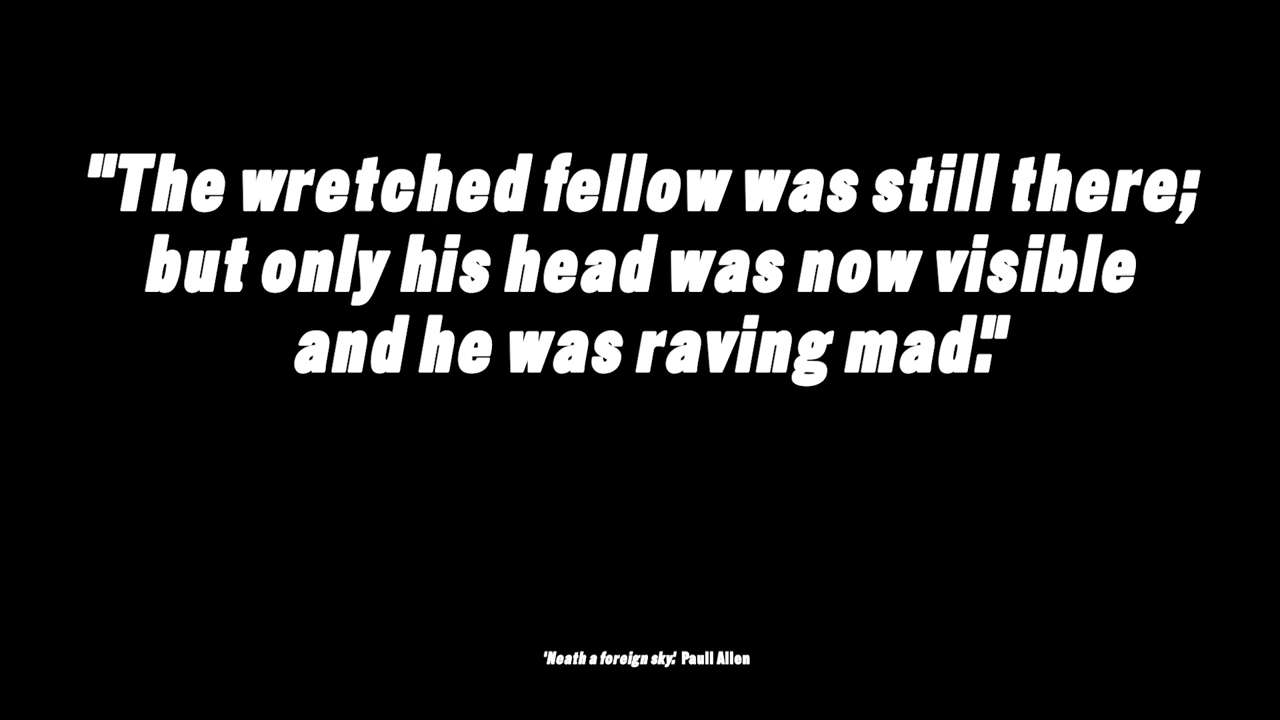 "The wretched fellow was still there;
but only his head was now visible
and he was raving mad."
'Neath a foreign sky.' Paull Allen